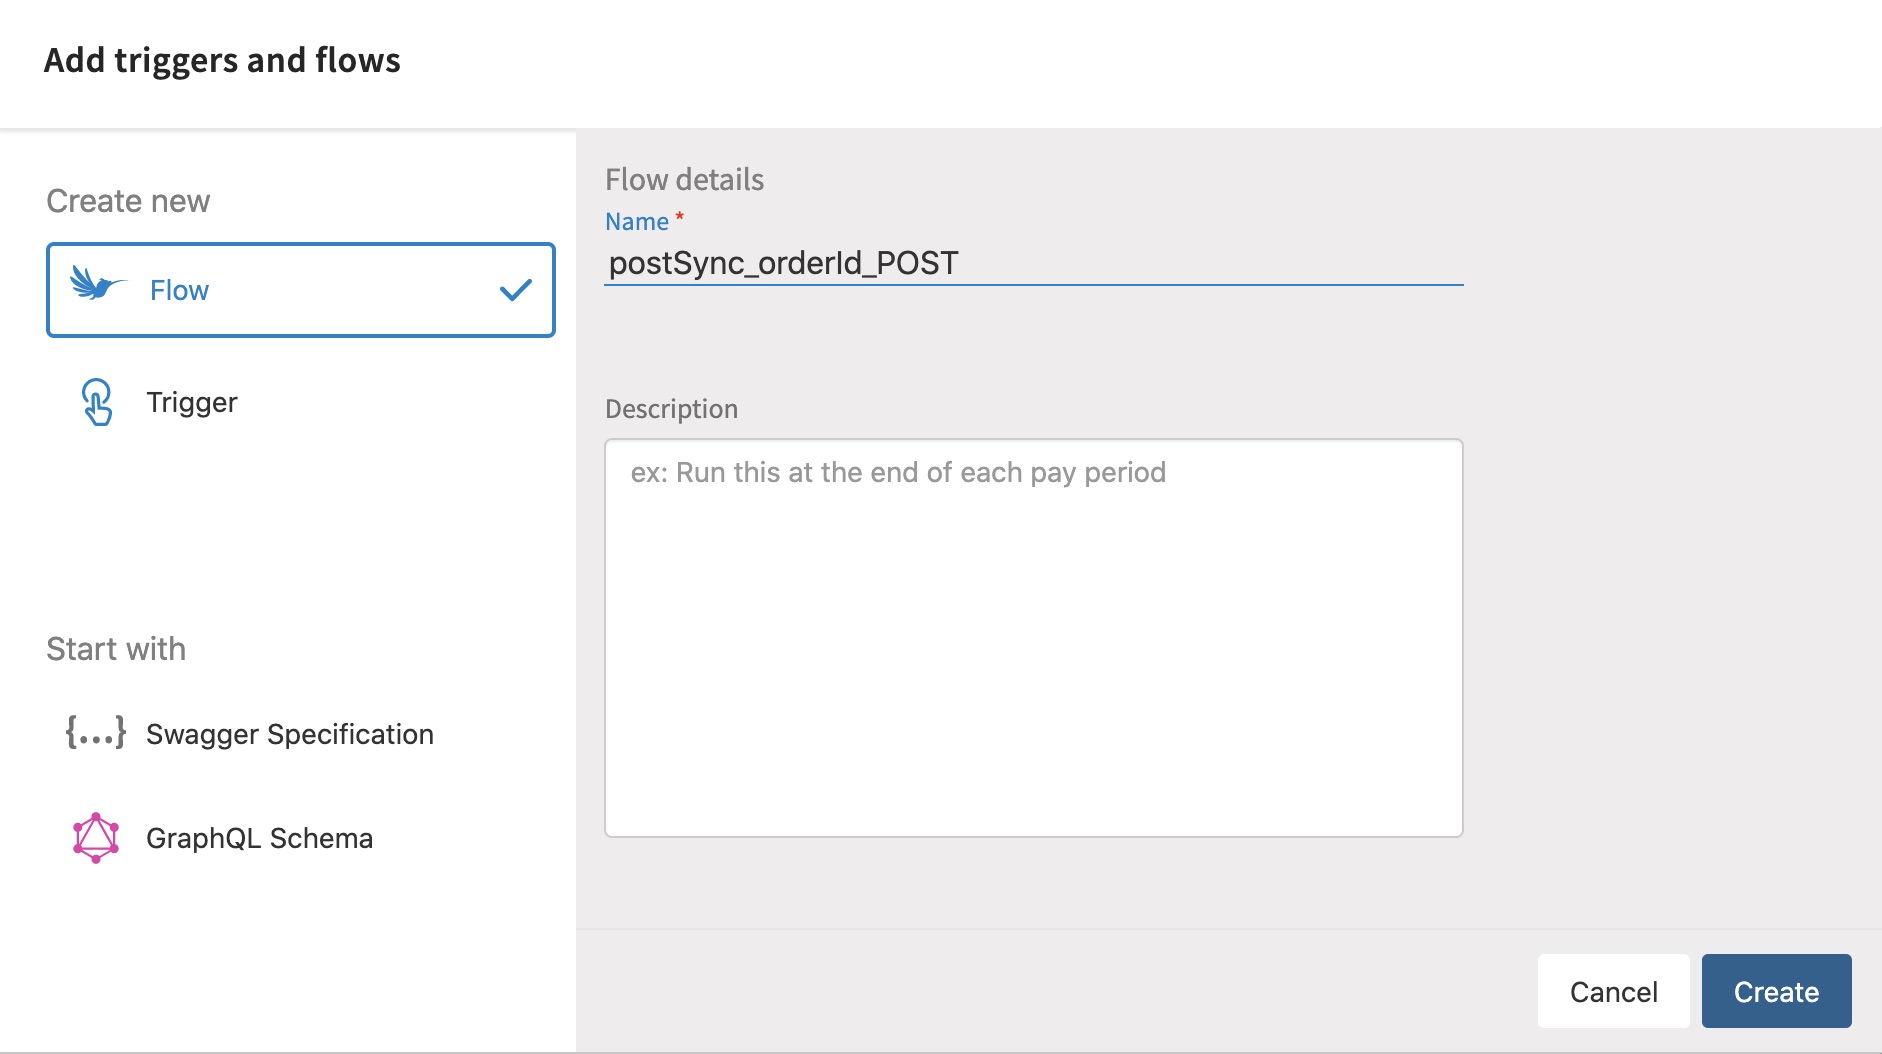 Add triggers and flows
Create new
Flow
Trigger
Start with
{...} Swagger Specification
GraphQL Schema
Flow details
Name *
postSync_orderId_POST
Description
ex: Run this at the end of each pay period
Cancel
Create